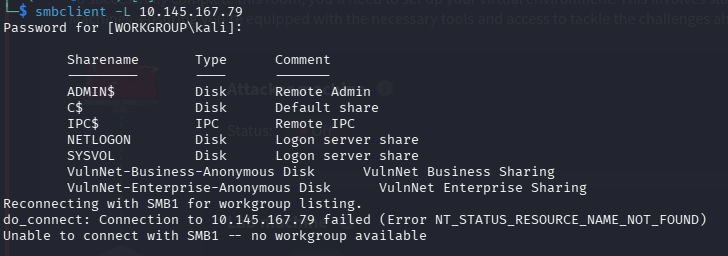 $ smbclient -L 10.145.167.79
Password for [WORKGROUP\kali]:
Sharename Type Comment
--------- ---- -------
ADMIN$ Disk Remote Admin
C$ Disk Default share
IPC$ IPC Remote IPC
NETLOGON Disk Logon server share
SYSVOL Disk Logon server share
VulnNet-Business-Anonymous Disk VulnNet Business Sharing
VulnNet-Enterprise-Anonymous Disk VulnNet Enterprise Sharing
Reconnecting with SMB1 for workgroup listing.
do_connect: Connection to 10.145.167.79 failed (Error NT_STATUS_RESOURCE_NAME_NOT_FOUND)
Unable to connect with SMB1 -- no workgroup available